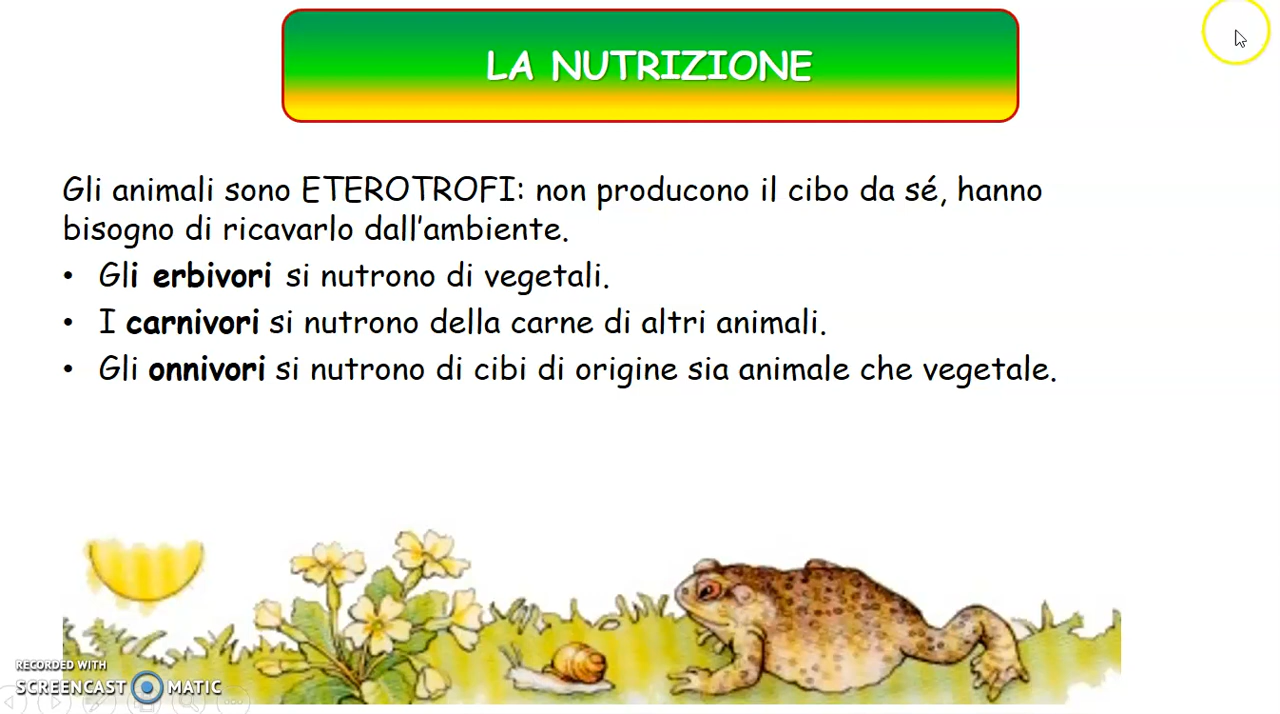 LA NUTRIZIONE
Gli animali sono ETEROTROFI: non producono il cibo da sé, hanno
bisogno di ricavarlo dall'ambiente.
• Gli erbivori si nutrono di vegetali.
• I carnivori si nutrono della carne di altri animali.
• Gli onnivori si nutrono di cibi di origine sia animale che vegetale.
RECORDED WITH
SCREENCAST MATIC